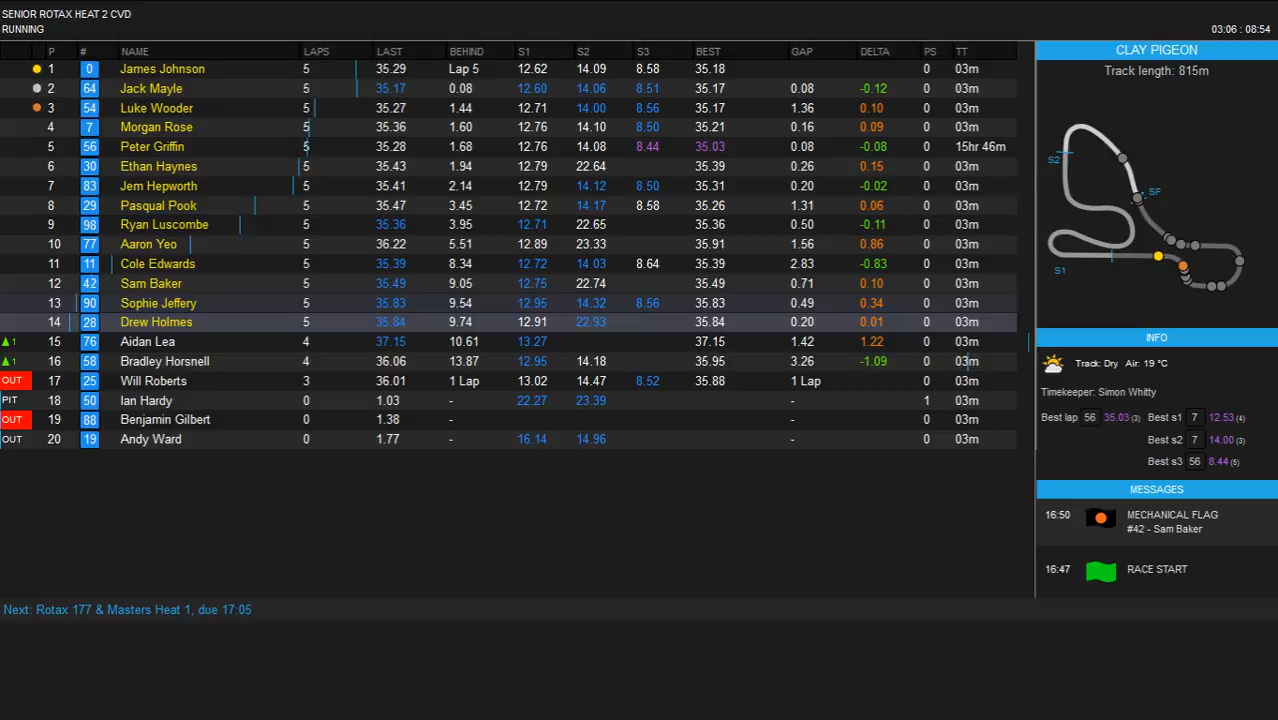 SENIOR ROTAX HEAT 2 CVD
RUNNING
03:06 : 08:54
P # NAME LAPS LAST BEHIND S1 S2 S3 BEST GAP DELTA PS TT
1 0 James Johnson 5 35.29 Lap 5 12.62 14.09 8.58 35.18 0 03m
2 64 Jack Mayle 5 35.17 0.08 12.60 14.06 8.51 35.17 0.08 -0.12 0 03m
3 54 Luke Wooder 5 35.27 1.44 12.71 14.00 8.56 35.17 1.36 0.10 0 03m
4 7 Morgan Rose 5 35.36 1.60 12.76 14.10 8.50 35.21 0.16 0.09 0 03m
5 56 Peter Griffin 5 35.28 1.68 12.76 14.08 8.44 35.03 0.08 -0.08 0 15hr 46m
6 30 Ethan Haynes 5 35.43 1.94 12.79 22.64 35.39 0.26 0.15 0 03m
7 83 Jem Hepworth 5 35.41 2.14 12.79 14.12 8.50 35.31 0.20 -0.02 0 03m
8 29 Pasqual Pook 5 35.47 3.45 12.72 14.17 8.58 35.26 1.31 0.06 0 03m
9 98 Ryan Luscombe 5 35.36 3.95 12.71 22.65 35.36 0.50 -0.11 0 03m
10 77 Aaron Yeo 5 36.22 5.51 12.89 23.33 35.91 1.56 0.86 0 03m
11 11 Cole Edwards 5 35.39 8.34 12.72 14.03 8.64 35.39 2.83 -0.83 0 03m
12 42 Sam Baker 5 35.49 9.05 12.75 22.74 35.49 0.71 0.10 0 03m
13 90 Sophie Jeffery 5 35.83 9.54 12.95 14.32 8.56 35.83 0.49 0.34 0 03m
14 28 Drew Holmes 5 35.84 9.74 12.91 22.93 35.84 0.20 0.01 0 03m
1 15 76 Aidan Lea 4 37.15 10.61 13.27 37.15 1.42 1.22 0 03m
1 16 58 Bradley Horsnell 4 36.06 13.87 12.95 14.18 35.95 3.26 -1.09 0 03m
OUT 17 25 Will Roberts 3 36.01 1 Lap 13.02 14.47 8.52 35.88 1 Lap 0 03m
PIT 18 50 Ian Hardy 0 1.03 - 22.27 23.39 - 1 03m
OUT 19 88 Benjamin Gilbert 0 1.38 - - 0 03m
OUT 20 19 Andy Ward 0 1.77 - 16.14 14.96 - 0 03m
Next: Rotax 177 & Masters Heat 1, due 17:05
CLAY PIGEON
Track length: 815m
S2
SF
S1
INFO
Track: Dry Air: 19 °C
Timekeeper: Simon Whitty
Best lap 56 35.03 (3) Best s1 7 12.53 (4)
Best s2 7 14.00 (3)
Best s3 56 8.44 (5)
MESSAGES
16:50 MECHANICAL FLAG
#42 - Sam Baker
16:47 RACE START